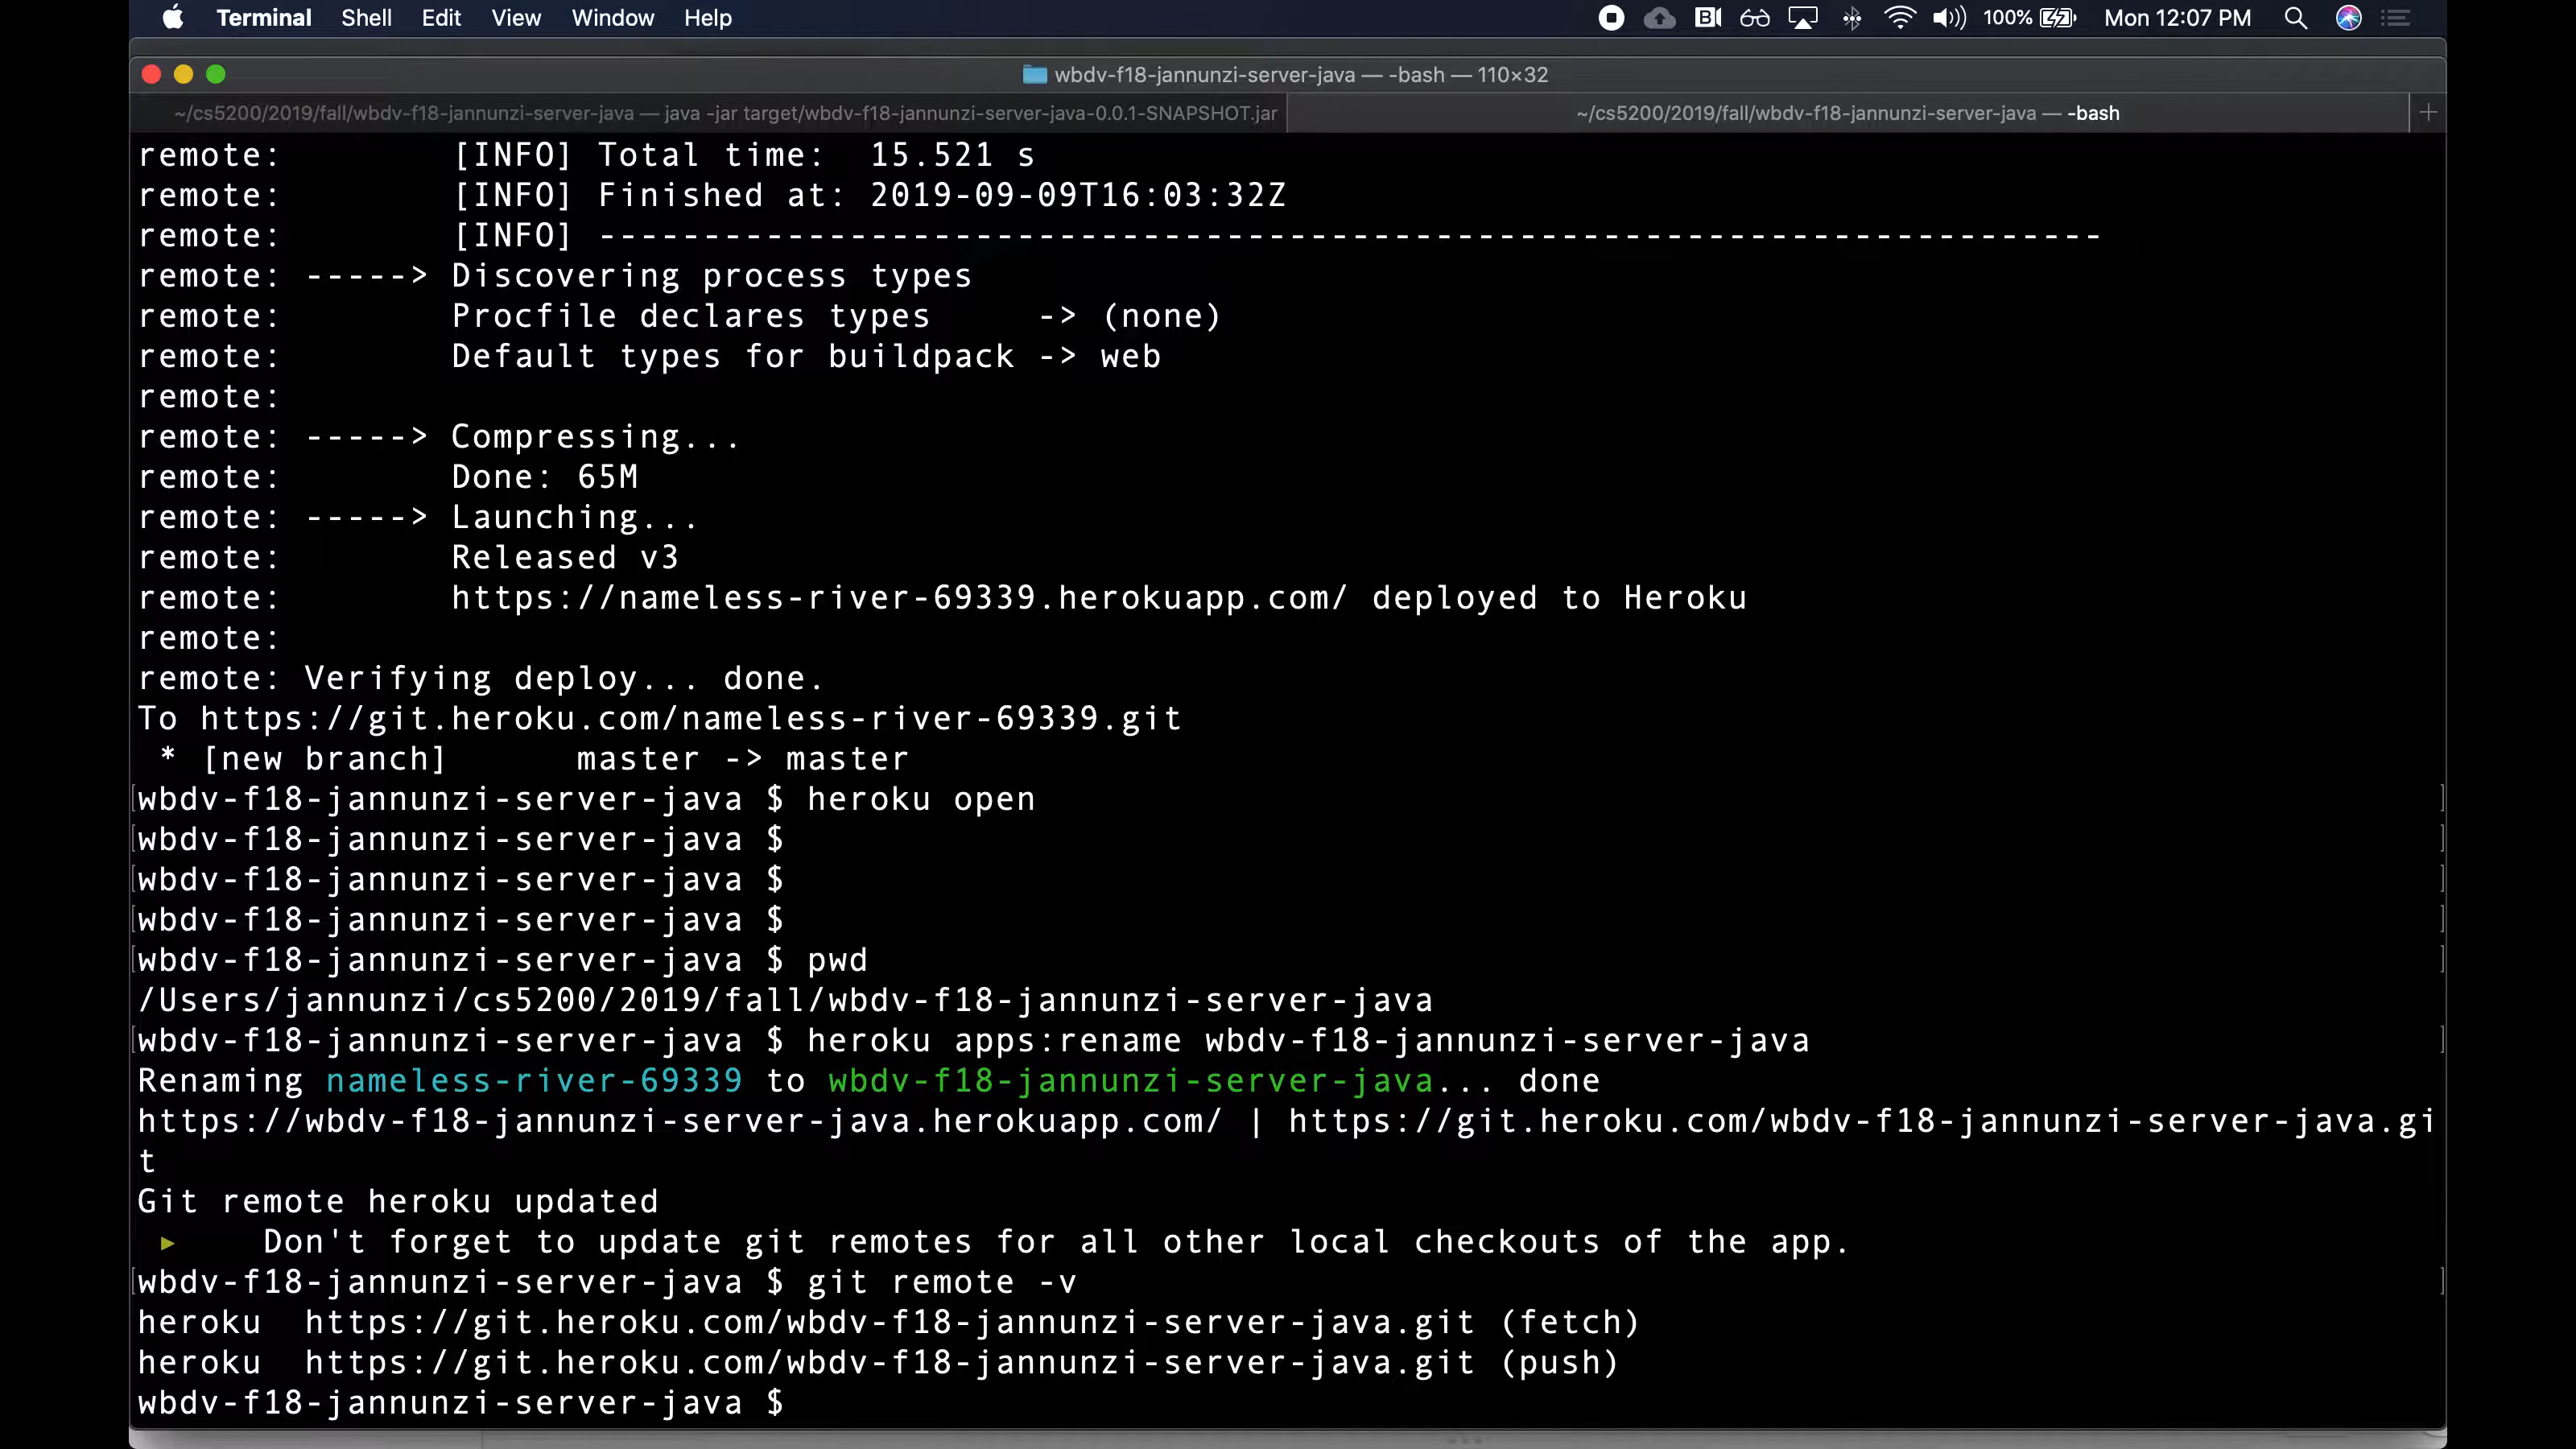 Terminal Shell Edit View Window Help 100% Mon 12:07 PM
wbdv-f18-jannunzi-server-java — -bash — 110×32
~/cs5200/2019/fall/wbdv-f18-jannunzi-server-java — java -jar target/wbdv-f18-jannunzi-server-java-0.0.1-SNAPSHOT.jar ~/cs5200/2019/fall/wbdv-f18-jannunzi-server-java — -bash +
remote:        [INFO] Total time:  15.521 s
remote:        [INFO] Finished at: 2019-09-09T16:03:32Z
remote:        [INFO] ------------------------------------------------------------------------
remote: -----> Discovering process types
remote:        Procfile declares types     -> (none)
remote:        Default types for buildpack -> web
remote:
remote: -----> Compressing...
remote:        Done: 65M
remote: -----> Launching...
remote:        Released v3
remote:        https://nameless-river-69339.herokuapp.com/ deployed to Heroku
remote:
remote: Verifying deploy... done.
To https://git.heroku.com/nameless-river-69339.git
 * [new branch]      master -> master
wbdv-f18-jannunzi-server-java $ heroku open
wbdv-f18-jannunzi-server-java $
wbdv-f18-jannunzi-server-java $
wbdv-f18-jannunzi-server-java $
wbdv-f18-jannunzi-server-java $ pwd
/Users/jannunzi/cs5200/2019/fall/wbdv-f18-jannunzi-server-java
wbdv-f18-jannunzi-server-java $ heroku apps:rename wbdv-f18-jannunzi-server-java
Renaming nameless-river-69339 to wbdv-f18-jannunzi-server-java... done
https://wbdv-f18-jannunzi-server-java.herokuapp.com/ | https://git.heroku.com/wbdv-f18-jannunzi-server-java.gi
t
Git remote heroku updated
 ▸    Don't forget to update git remotes for all other local checkouts of the app.
wbdv-f18-jannunzi-server-java $ git remote -v
heroku  https://git.heroku.com/wbdv-f18-jannunzi-server-java.git (fetch)
heroku  https://git.heroku.com/wbdv-f18-jannunzi-server-java.git (push)
wbdv-f18-jannunzi-server-java $